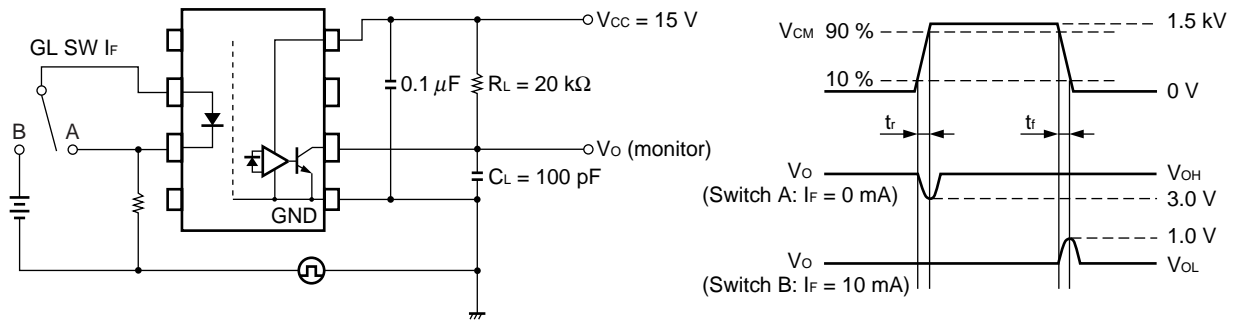 GL SW IF
B
A
VCC = 15 V
0.1 μF
RL = 20 kΩ
VO (monitor)
CL = 100 pF
GND
VCM 90 %
10 %
1.5 kV
0 V
tr
tf
VO
(Switch A: IF = 0 mA)
VOH
3.0 V
1.0 V
VO
(Switch B: IF = 10 mA)
VOL